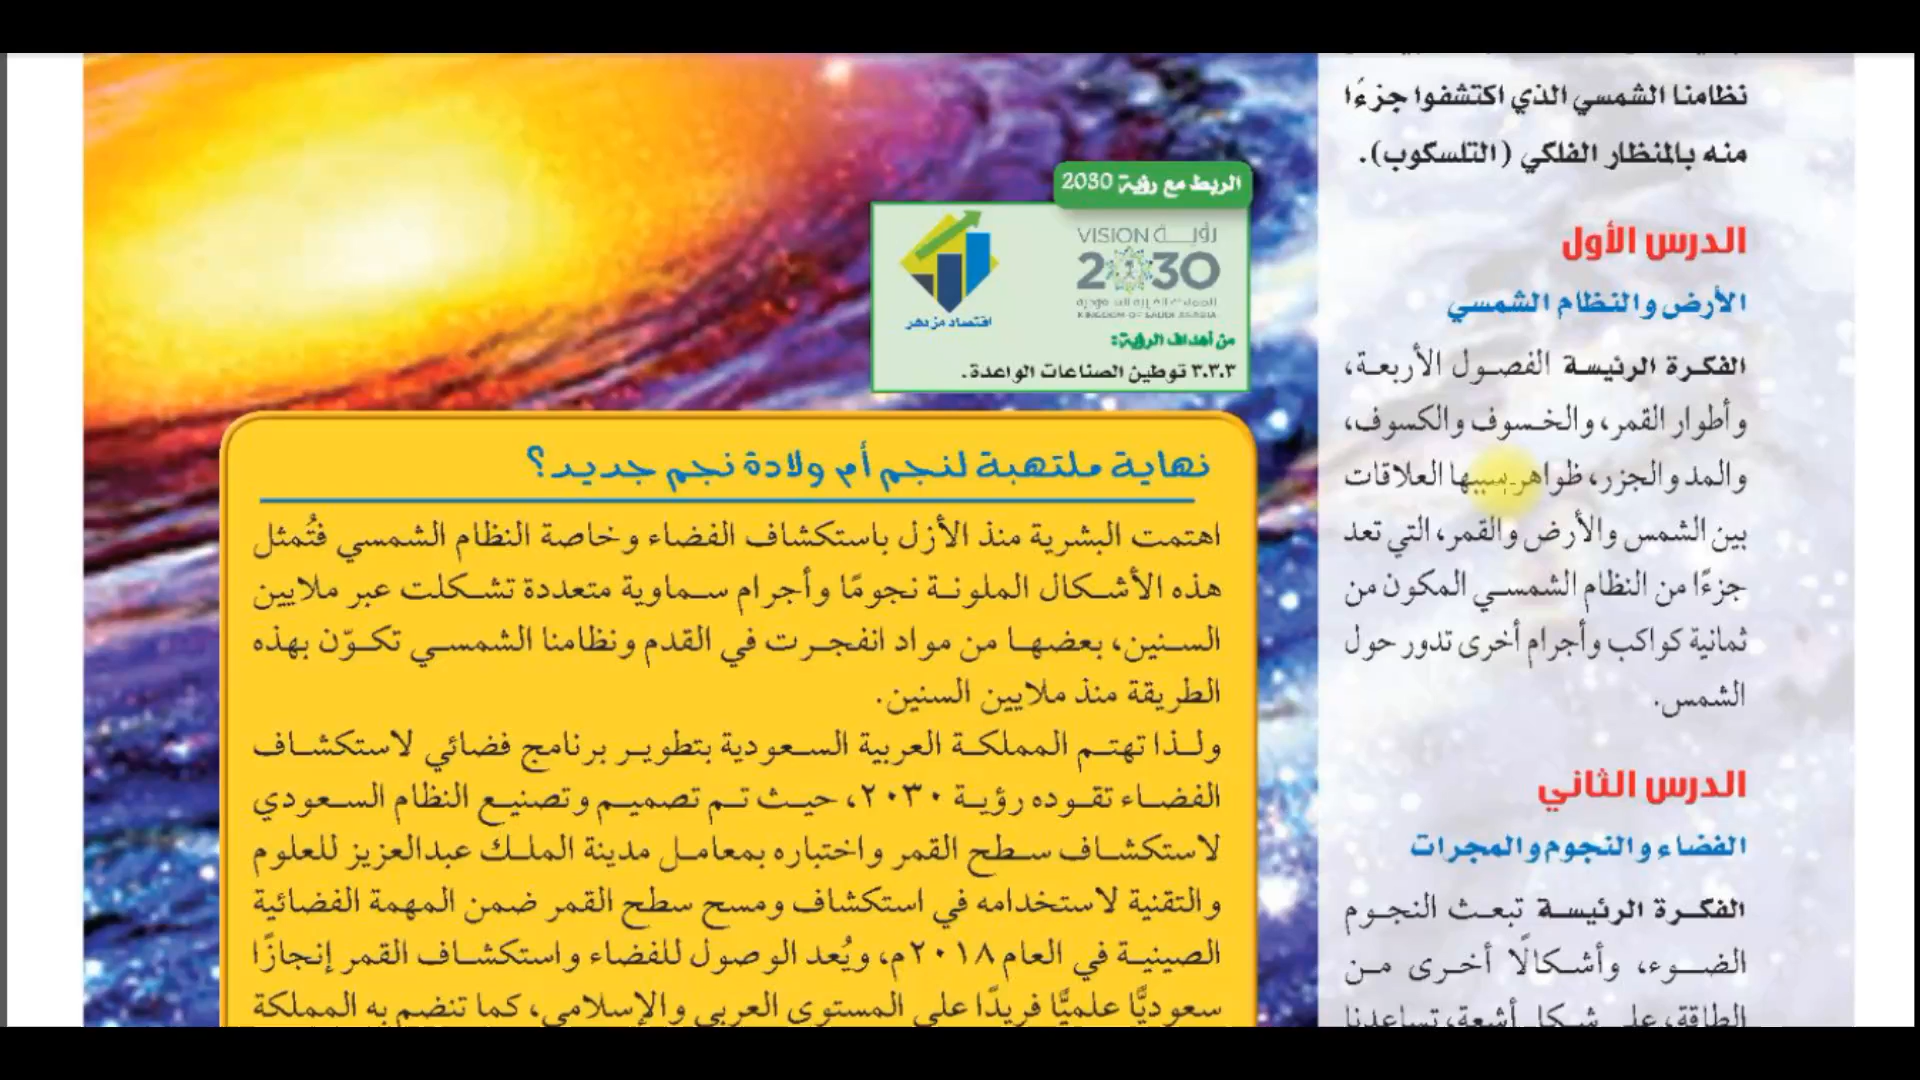 نظامنا الشمسي الذي اكتشفوا جزءًا
منه بالمنظار الفلكي (التلسكوب).
الدرس الأول
الأرض والنظام الشمسي
الفكرة الرئيسة الفصول الأربعة،
وأطوار القمر، والخسوف والكسوف،
والمد والجزر، ظواهر سببها العلاقات
بين الشمس والأرض والقمر، التي تعد
جزءًا من النظام الشمسي المكون من
ثمانية كواكب وأجرام أخرى تدور حول
الشمس.
الدرس الثاني
الفضاء والنجوم والمجرات
الفكرة الرئيسة تبعث النجوم
الضوء، وأشكالًا أخرى من
الطاقة، على شكل أشعة، تساعدنا
الربط مع رؤية 2030
VISION رؤيــة
2030
المملكة العربية السعودية
KINGDOM OF SAUDI ARABIA
اقتصاد مزدهر
من أهداف الرؤية:
٣.٣.٣ توطين الصناعات الواعدة.
نهاية ملتهبة لنجم أم ولادة نجم جديد؟
اهتمت البشرية منذ الأزل باستكشاف الفضاء وخاصة النظام الشمسي فتُمثل
هذه الأشكال الملونة نجومًا وأجرام سماوية متعددة تشكلت عبر ملايين
السنين، بعضها من مواد انفجرت في القدم ونظامنا الشمسي تكوّن بهذه
الطريقة منذ ملايين السنين.
ولذا تهتم المملكة العربية السعودية بتطوير برنامج فضائي لاستكشاف
الفضاء تقوده رؤية ٢٠٣٠، حيث تم تصميم وتصنيع النظام السعودي
لاستكشاف سطح القمر واختباره بمعامل مدينة الملك عبدالعزيز للعلوم
والتقنية لاستخدامه في استكشاف ومسح سطح القمر ضمن المهمة الفضائية
الصينية في العام ٢٠١٨م، ويُعد الوصول للفضاء واستكشاف القمر إنجازًا
سعوديًّا علميًّا فريدًا على المستوى العربي والإسلامي، كما تنضم به المملكة